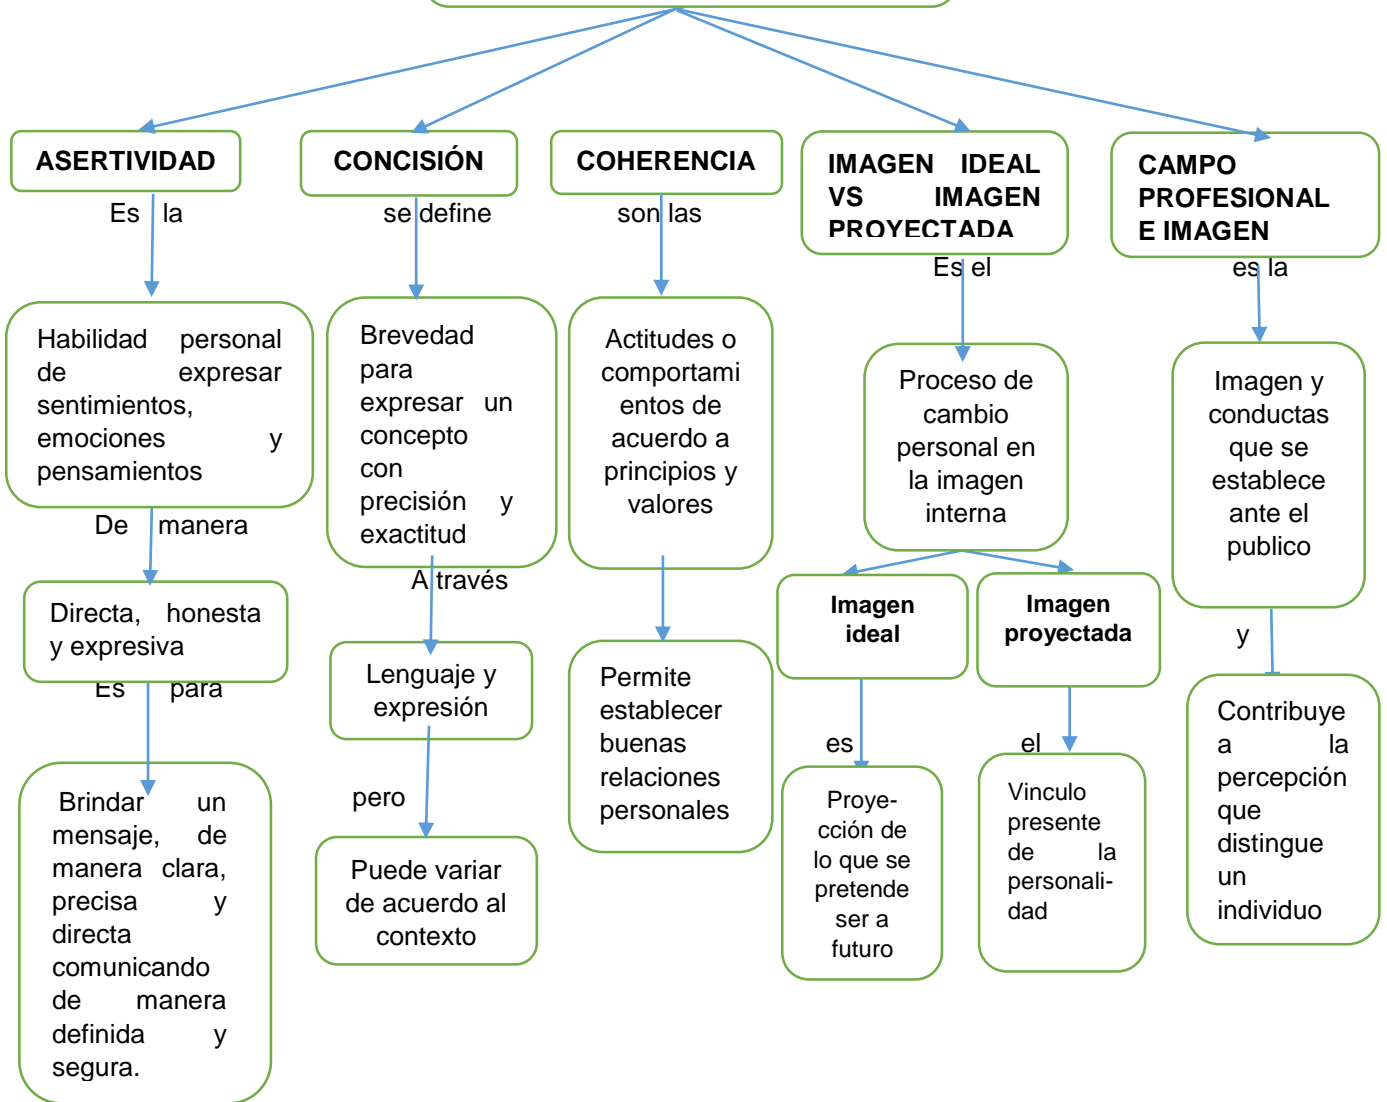 ASERTIVIDAD
Es la
Habilidad personal
de expresar
sentimientos,
emociones y
pensamientos
De manera
Directa, honesta
y expresiva
Es para
Brindar un
mensaje, de
manera clara,
precisa y
directa
comunicando
de manera
definida y
segura.
CONCISIÓN
se define
Brevedad
para
expresar un
concepto
con
precisión y
exactitud
A través
Lenguaje y
expresión
pero
Puede variar
de acuerdo al
contexto
COHERENCIA
son las
Actitudes o
comportami
entos de
acuerdo a
principios y
valores
Permite
establecer
buenas
relaciones
personales
IMAGEN IDEAL
VS IMAGEN
PROYECTADA
Es el
Proceso de
cambio
personal en
la imagen
interna
Imagen
ideal
es
Proye-
cción de
lo que se
pretende
ser a
futuro
Imagen
proyectada
el
Vinculo
presente
de la
personali-
dad
CAMPO
PROFESIONAL
E IMAGEN
es la
Imagen y
conductas
que se
establece
ante el
publico
y
Contribuye
a la
percepción
que
distingue
un
individuo